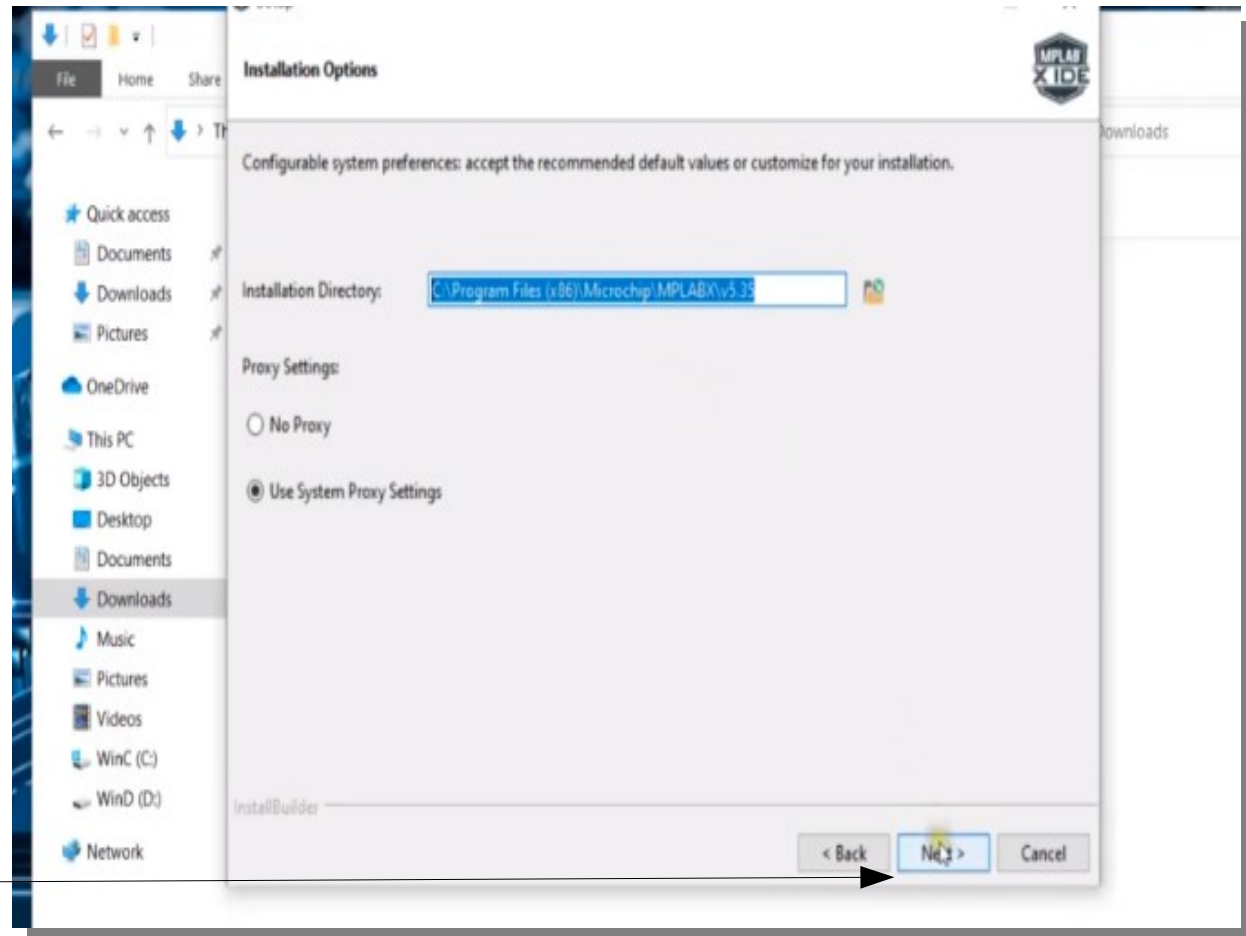 File Home Share
Downloads
Quick access
Documents
Downloads
Pictures
OneDrive
This PC
3D Objects
Desktop
Documents
Downloads
Music
Pictures
Videos
WinC (C:)
WinD (D:)
Network
Installation Options
MPLAB
X IDE
Configurable system preferences: accept the recommended default values or customize for your installation.
Installation Directory: C:\Program Files (x86)\Microchip\MPLABX\v5.35
Proxy Settings:
No Proxy
Use System Proxy Settings
InstallBuilder
< Back Next > Cancel